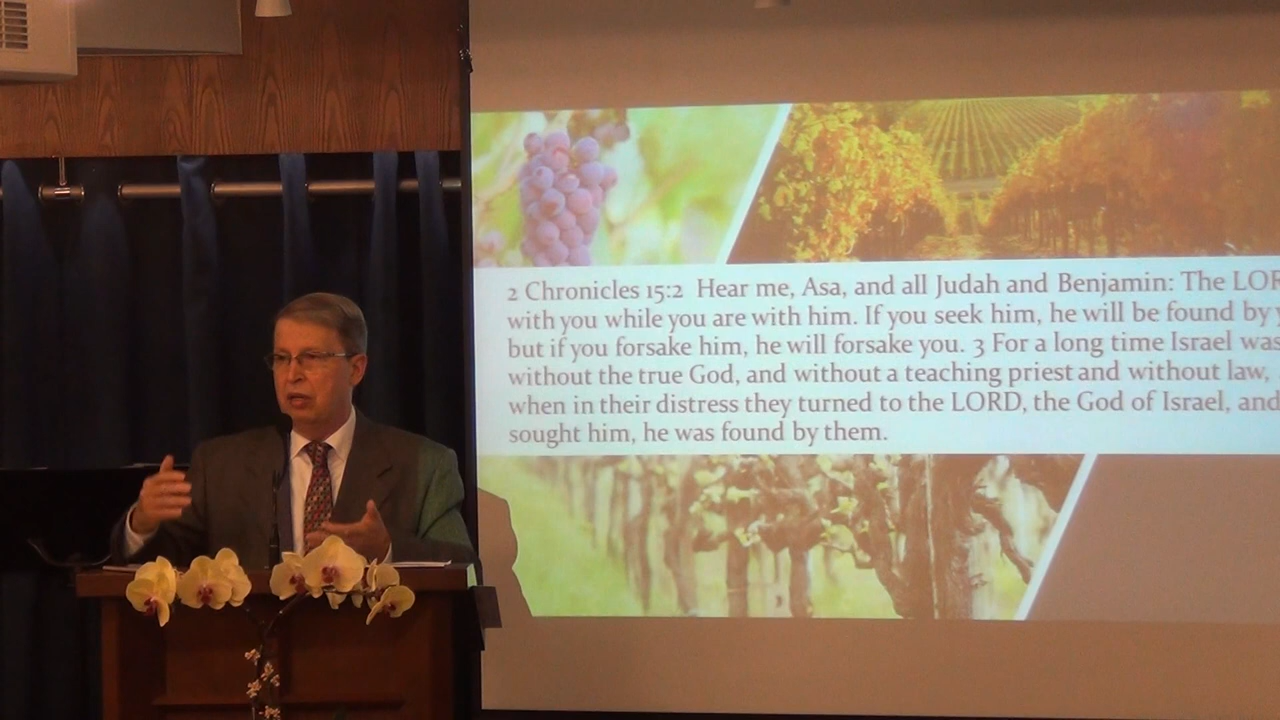 2 Chronicles 15:2 Hear me, Asa, and all Judah and Benjamin: The
with you while you are with him. If you seek him, he will be found by
but if you forsake him, he will forsake you. 3 For a long time Israel was
without the true God, and without a teaching priest and without law,
when in their distress they turned to the LORD, the God of Israel, and
sought him, he was found by them.